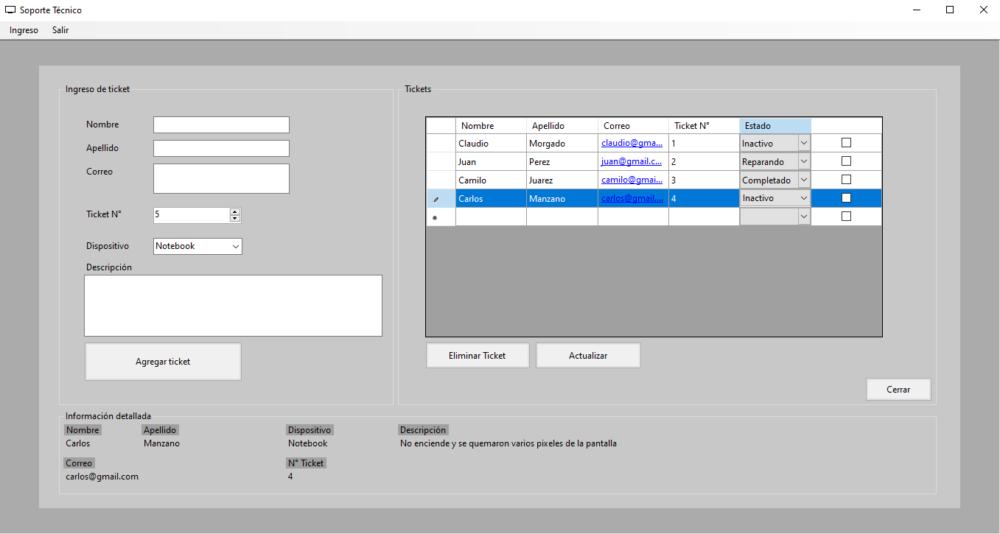 Soporte Técnico
Ingreso Salir
Ingreso de ticket
Nombre
Apellido
Correo
Ticket N° 5
Dispositivo Notebook
Descripción
Agregar ticket
Tickets
Nombre Apellido Correo Ticket N° Estado
Claudio Morgado claudio@gma... 1 Inactivo
Juan Perez juan@gmail.c... 2 Reparando
Camilo Juarez camilo@gmai... 3 Completado
Carlos Manzano carlos@gmail.... 4 Inactivo
Eliminar Ticket Actualizar
Cerrar
Información detallada
Nombre Apellido Dispositivo Descripción
Carlos Manzano Notebook No enciende y se quemaron varios pixeles de la pantalla
Correo N° Ticket
carlos@gmail.com 4